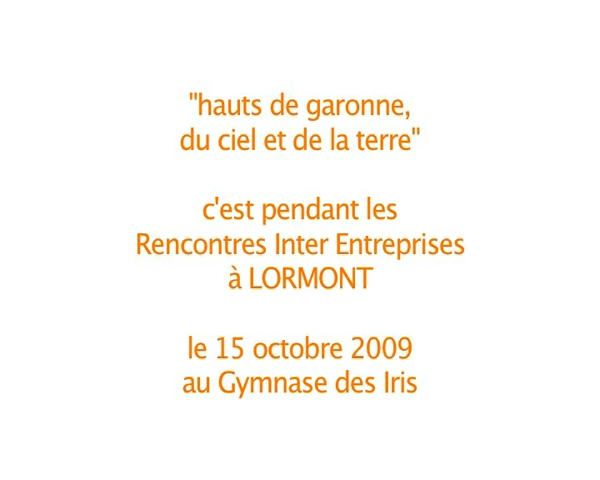 "hauts de garonne,
du ciel et de la terre"
c'est pendant les
Rencontres Inter Entreprises
à LORMONT
le 15 octobre 2009
au Gymnase des Iris